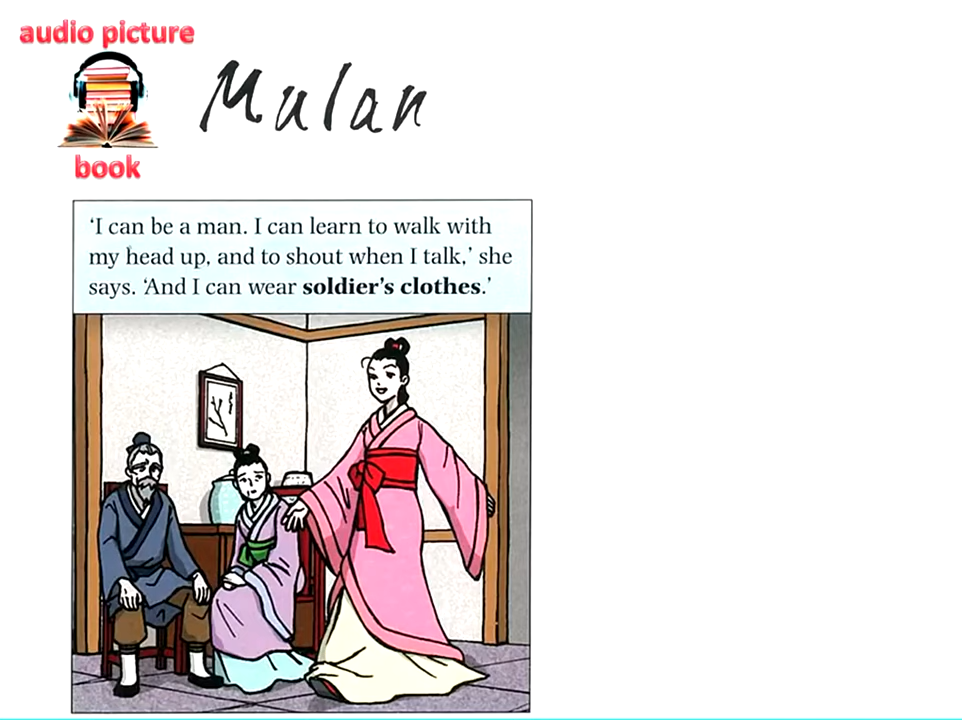 audio picture
book
Mulan
‘I can be a man. I can learn to walk with
my head up, and to shout when I talk,’ she
says. ‘And I can wear soldier’s clothes.’